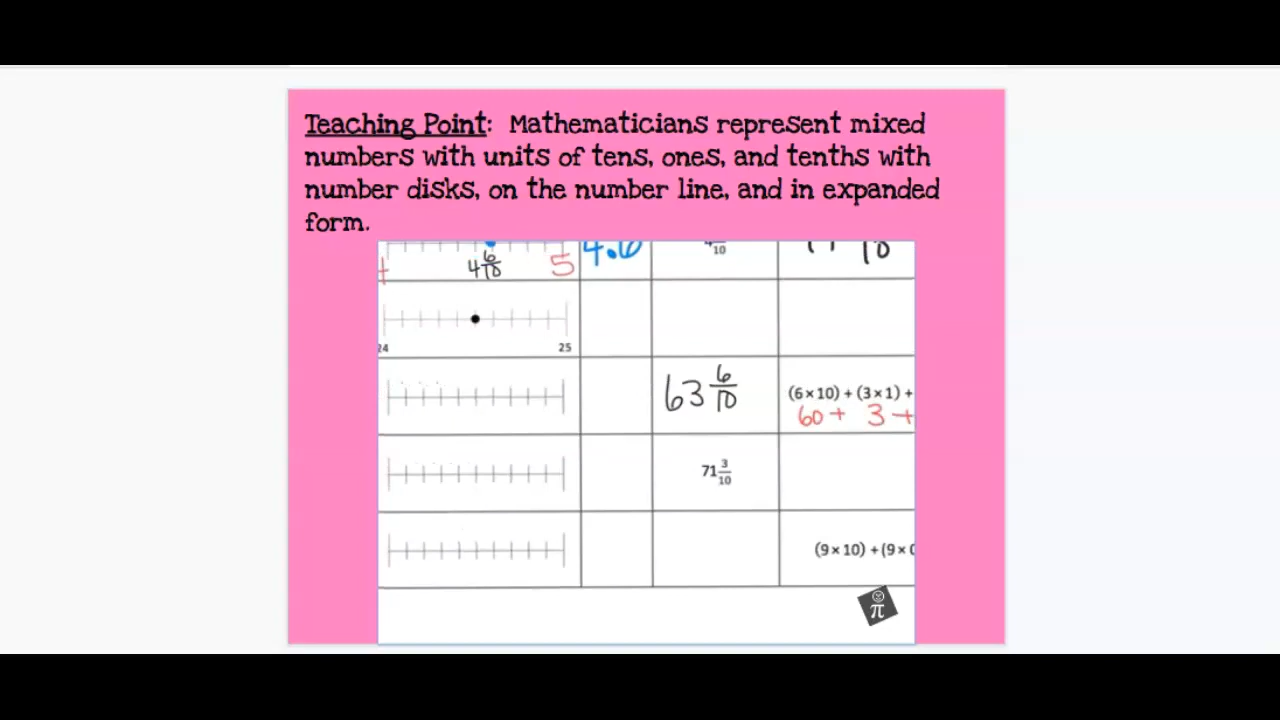 Teaching Point: Mathematicians represent mixed
numbers with units of tens, ones, and tenths with
number disks, on the number line, and in expanded
form.
4 6/10 5 4.6
24 25
63 6/10 (6 × 10) + (3 × 1) +
60 + 3 +
71 3/10
(9 × 10) + (9 ×
π